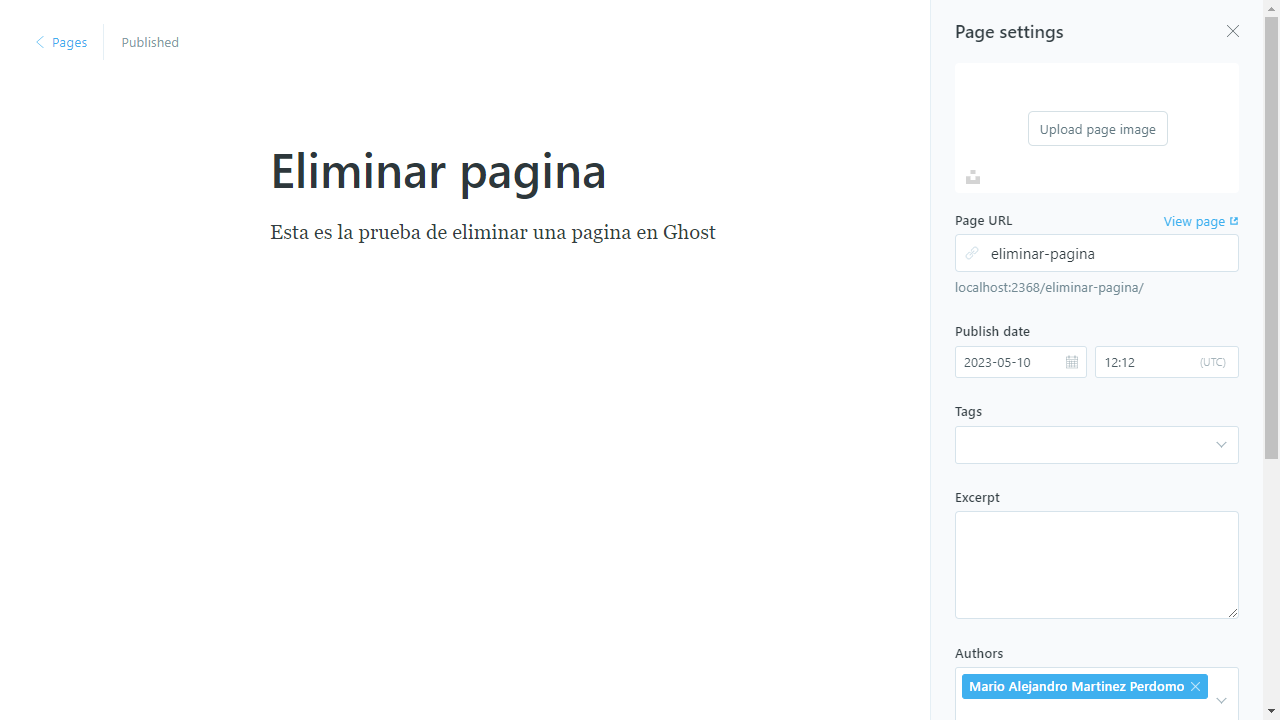 Pages
Published
Eliminar pagina
Esta es la prueba de eliminar una pagina en Ghost
Page settings
Upload page image
Page URL
View page
eliminar-pagina
localhost:2368/eliminar-pagina/
Publish date
2023-05-10
12:12
(UTC)
Tags
Excerpt
Authors
Mario Alejandro Martinez Perdomo